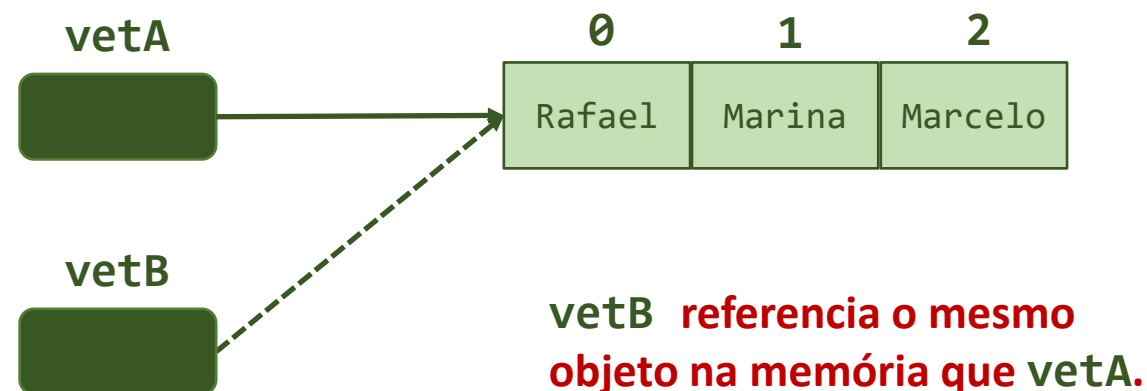 vetA
0 1 2
Rafael Marina Marcelo
vetB
vetB referencia o mesmo
objeto na memória que vetA.